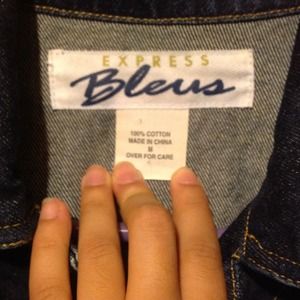 EXPRESS
Bleus
100% COTTON
MADE IN CHINA
M
OVER FOR CARE